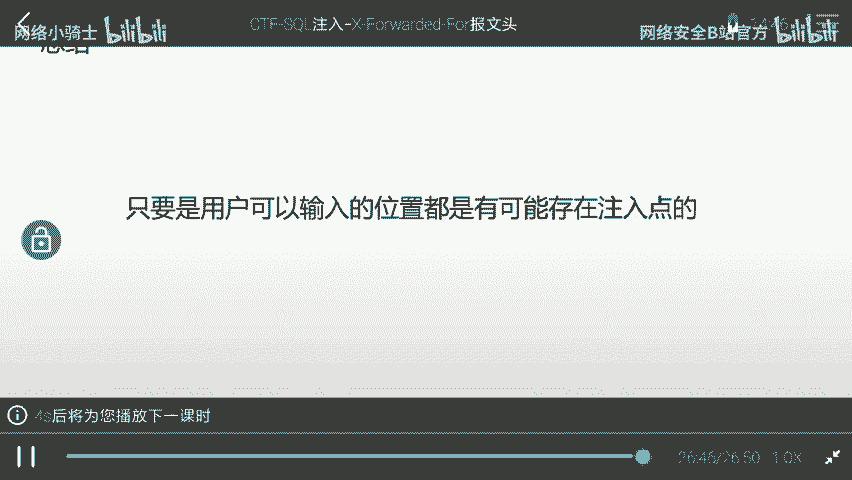 CTF-SQL注入-X-Forwarded-For报文头
网络小骑士 bilibili
网络安全B站官方 bilibili
总结
只要是用户可以输入的位置都是有可能存在注入点的
4s后将为您播放下一课时
26:46/26:50 1.0X